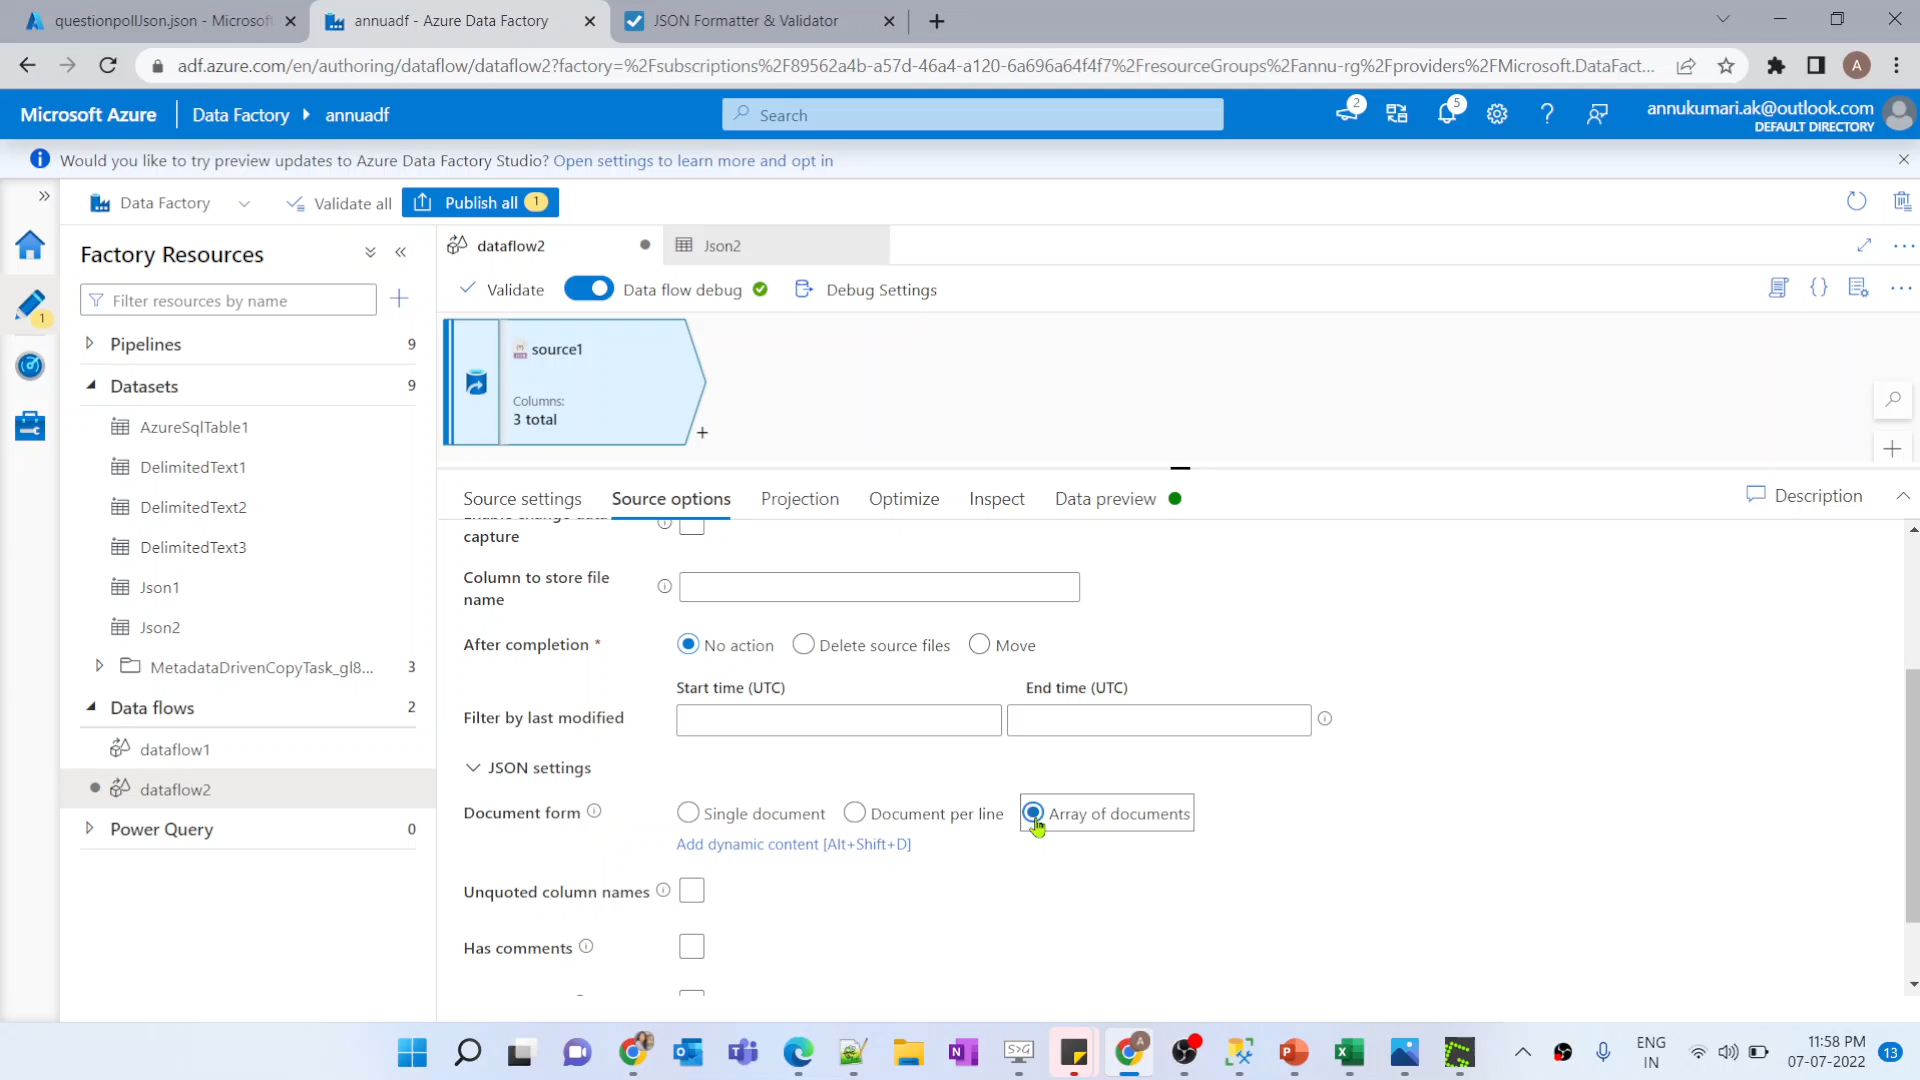 questionpollJson.json - Microsoft
annuadf - Azure Data Factory
JSON Formatter & Validator
adf.azure.com/en/authoring/dataflow/dataflow2?factory=%2Fsubscriptions%2F89562a4b-a57d-46a4-a120-6a696a64f4f7%2FresourceGroups%2Fannu-rg%2Fproviders%2FMicrosoft.DataFact...
A
Microsoft Azure
Data Factory
annuadf
Search
2
5
annukumari.ak@outlook.com
DEFAULT DIRECTORY
Would you like to try preview updates to Azure Data Factory Studio? Open settings to learn more and opt in
Data Factory
Validate all
Publish all 1
Factory Resources
dataflow2
Json2
Filter resources by name
Validate
Data flow debug
Debug Settings
1
Pipelines 9
Datasets 9
AzureSqlTable1
DelimitedText1
DelimitedText2
DelimitedText3
Json1
Json2
MetadataDrivenCopyTask_gl8... 3
Data flows 2
dataflow1
dataflow2
Power Query 0
source1
Columns:
3 total
Source settings
Source options
Projection
Optimize
Inspect
Data preview
Description
Enable change data
capture
Column to store file
name
After completion *
No action
Delete source files
Move
Start time (UTC)
End time (UTC)
Filter by last modified
JSON settings
Document form
Single document
Document per line
Array of documents
Add dynamic content [Alt+Shift+D]
Unquoted column names
Has comments
ENG
IN
11:58 PM
07-07-2022
13